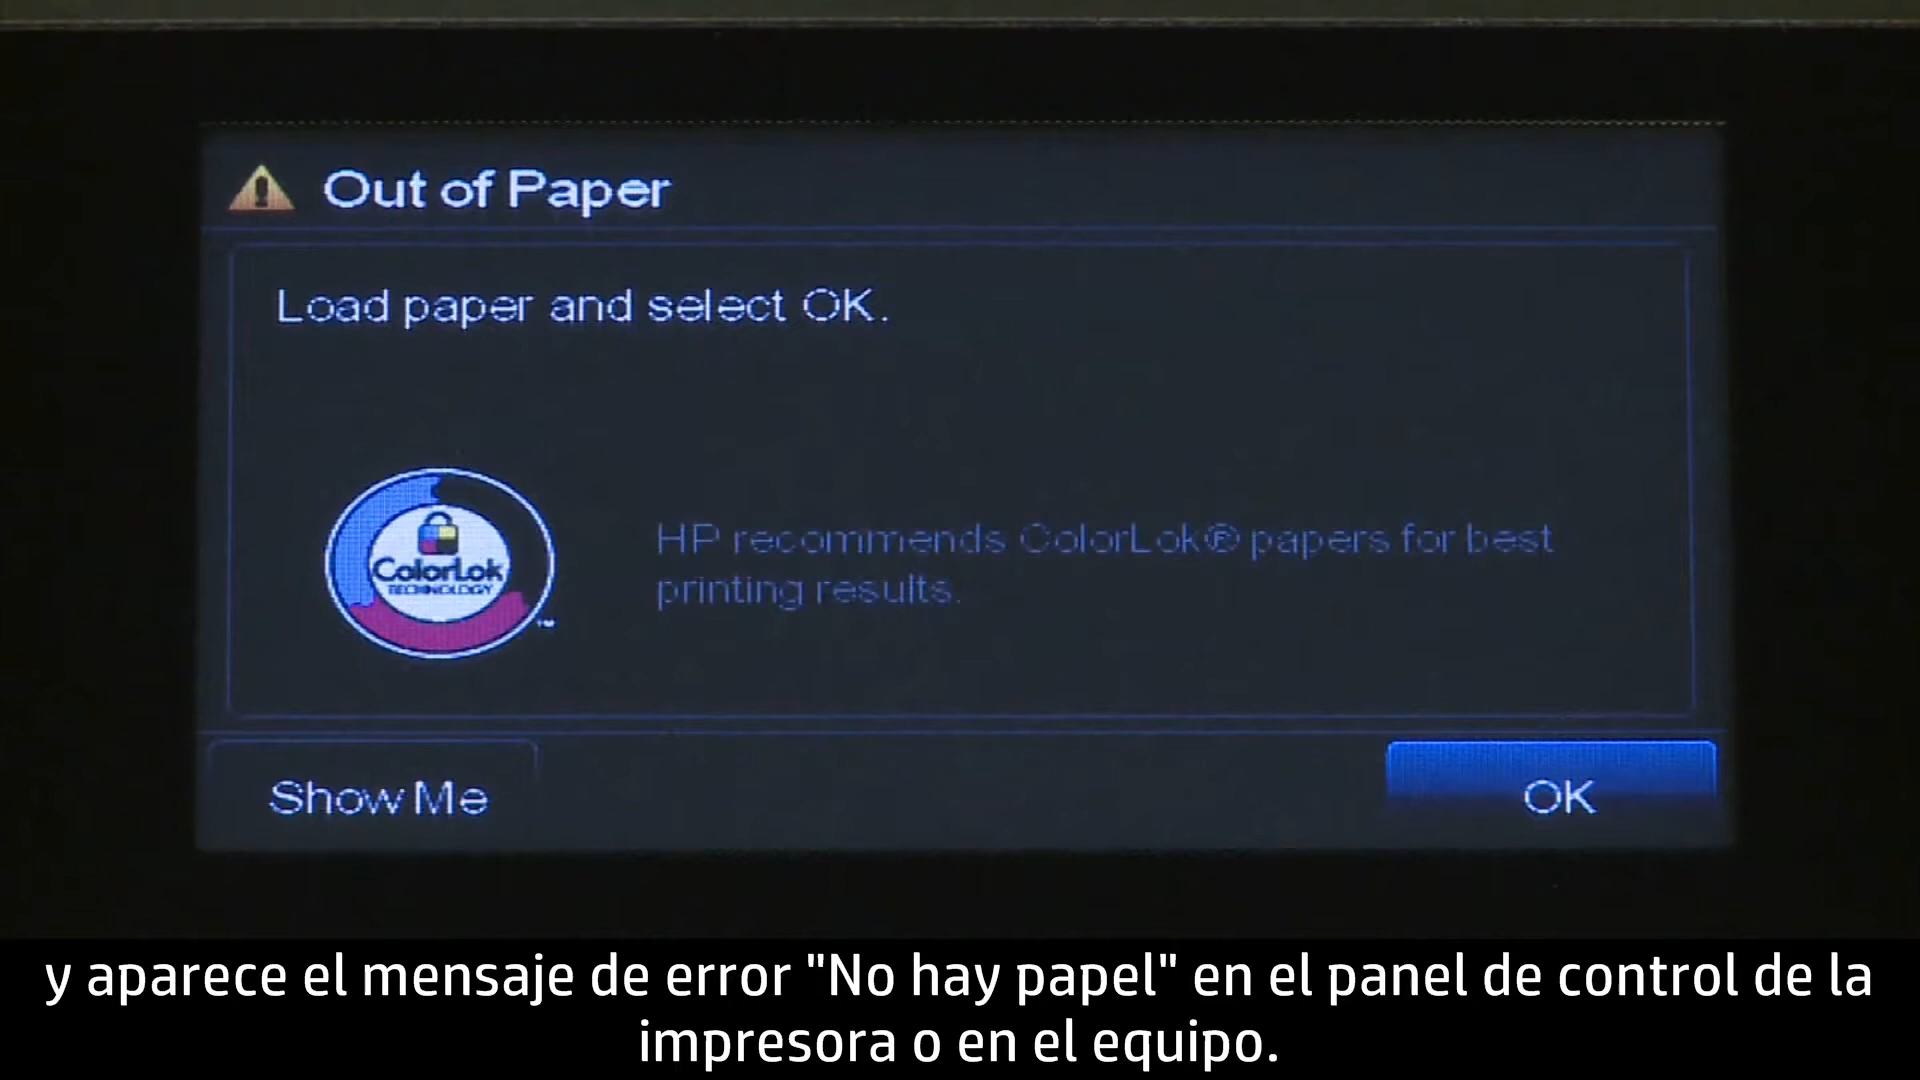 Out of Paper
Load paper and select OK.
ColorLok
TECHNOLOGY
™
HP recommends ColorLok® papers for best
printing results.
Show Me
OK
y aparece el mensaje de error "No hay papel" en el panel de control de la
impresora o en el equipo.